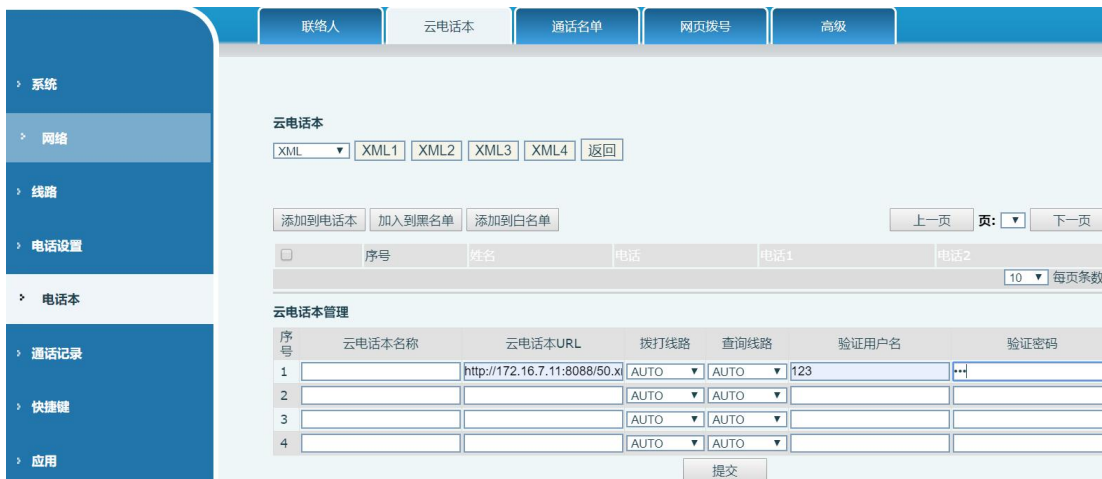 联络人 云电话本 通话名单 网页拨号 高级
系统
网络
线路
电话设置
电话本
通话记录
快捷键
应用
云电话本
XML XML1 XML2 XML3 XML4 返回
添加到电话本 加入到黑名单 添加到白名单 上一页 页: 下一页
序号 姓名 电话 电话1 电话2
10 每页条数
云电话本管理
序号 云电话本名称 云电话本URL 拨打线路 查询线路 验证用户名 验证密码
1 http://172.16.7.11:8088/50.x AUTO AUTO 123 •••
2 AUTO AUTO
3 AUTO AUTO
4 AUTO AUTO
提交